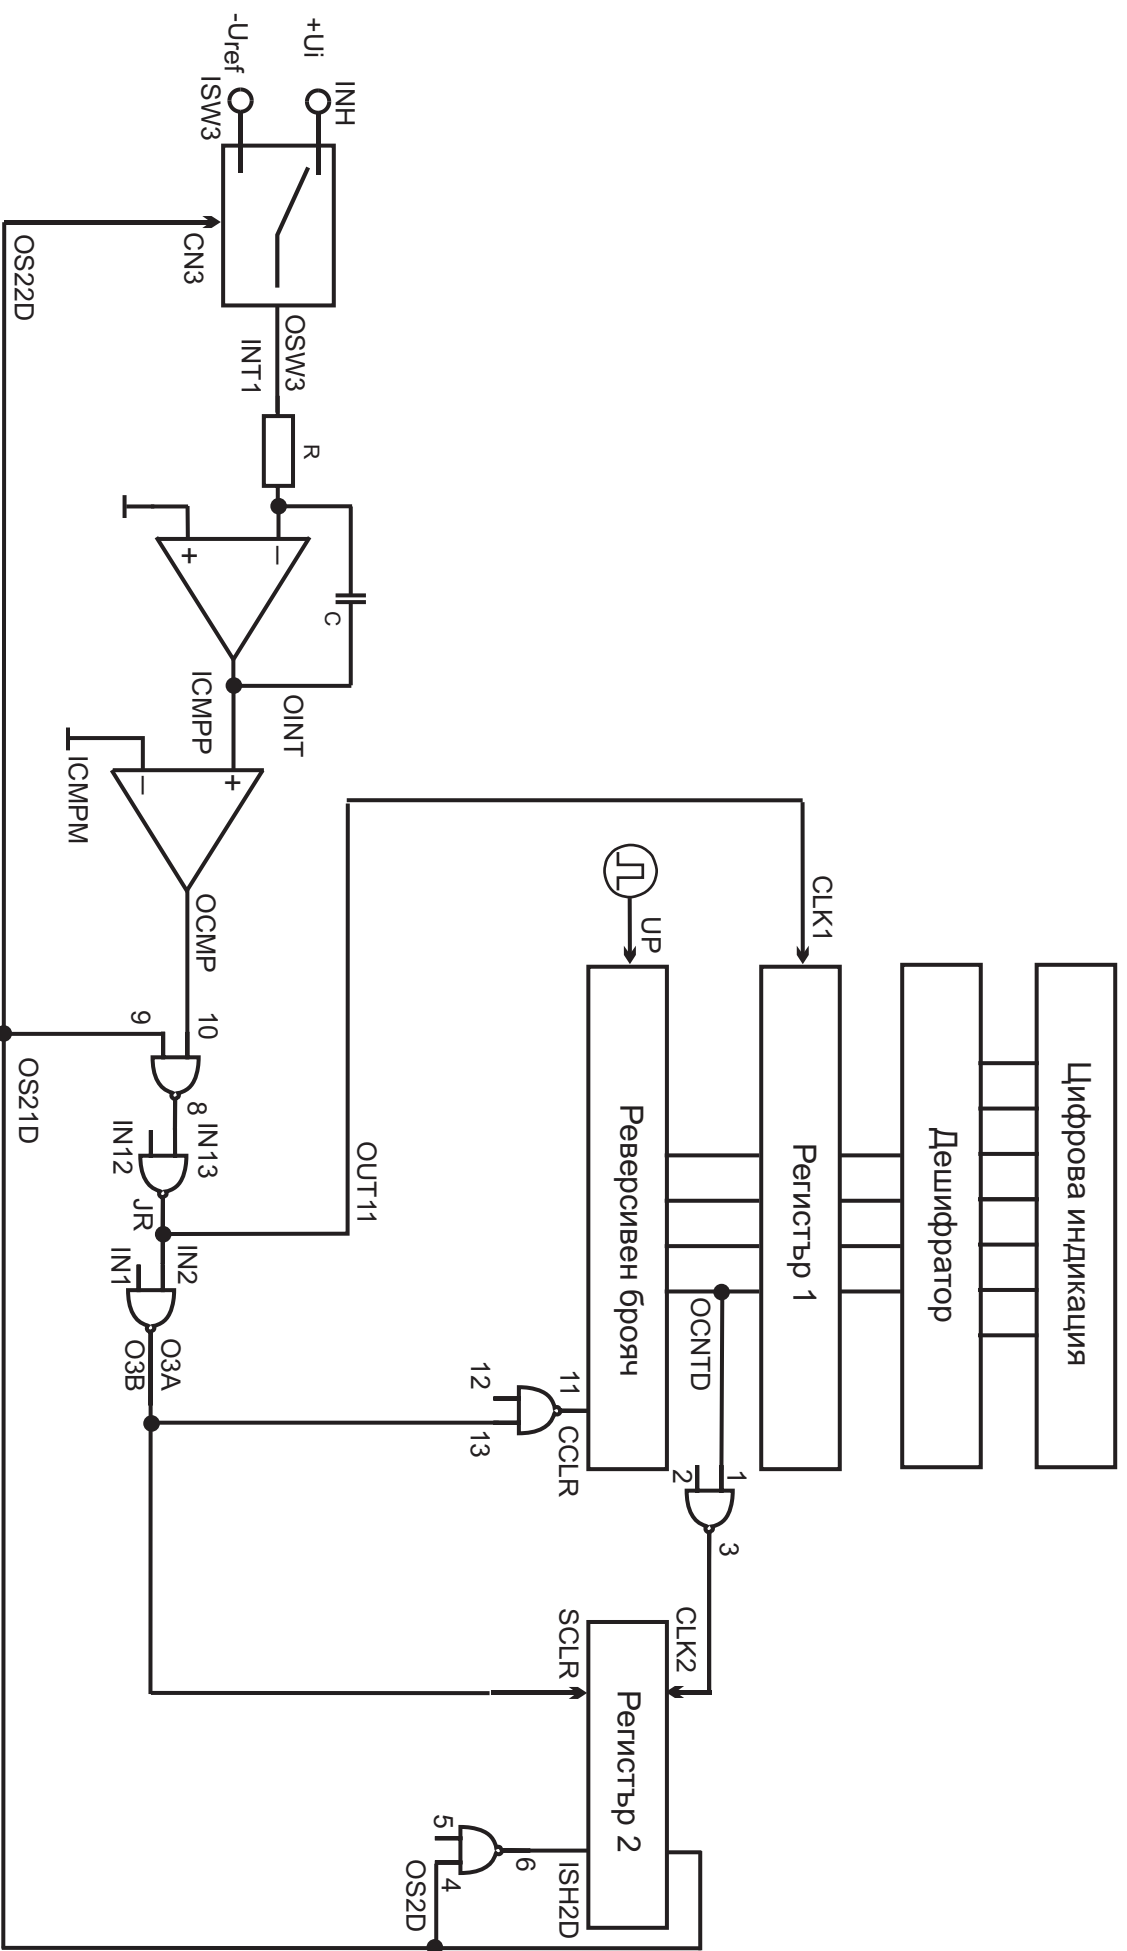 Цифрова индикация
Дешифратор
CLK1
Регистър 1
UP
Реверсивен брояч
OCNTD
1
2
3
CLK2
Регистър 2
SCLR
ISH2D
11
CCLR
12
13
6
5
4
OS2D
INH
+Ui
-Uref
ISW3
CN3
OS22D
OSW3
INT1
R
C
–
+
OINT
ICMPP
+
–
ICMPM
OCMP
OUT11
10
9
8
IN13
IN12
JR
IN2
IN1
O3A
O3B
OS21D